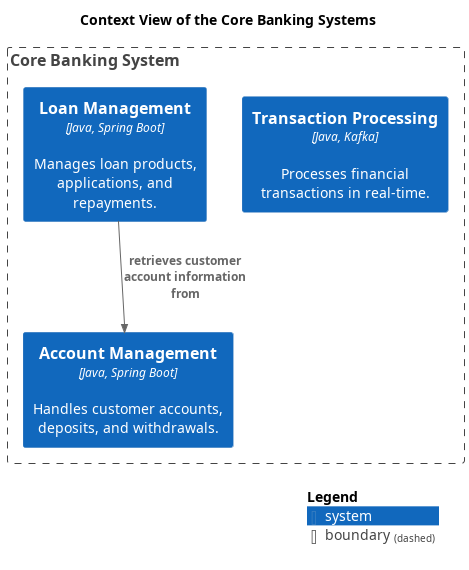 Context View of the Core Banking Systems
Core Banking System
Loan Management
[Java, Spring Boot]
Manages loan products,
applications, and
repayments.
Transaction Processing
[Java, Kafka]
Processes financial
transactions in real-time.
retrieves customer
account information
from
Account Management
[Java, Spring Boot]
Handles customer accounts,
deposits, and withdrawals.
Legend
system
boundary (dashed)